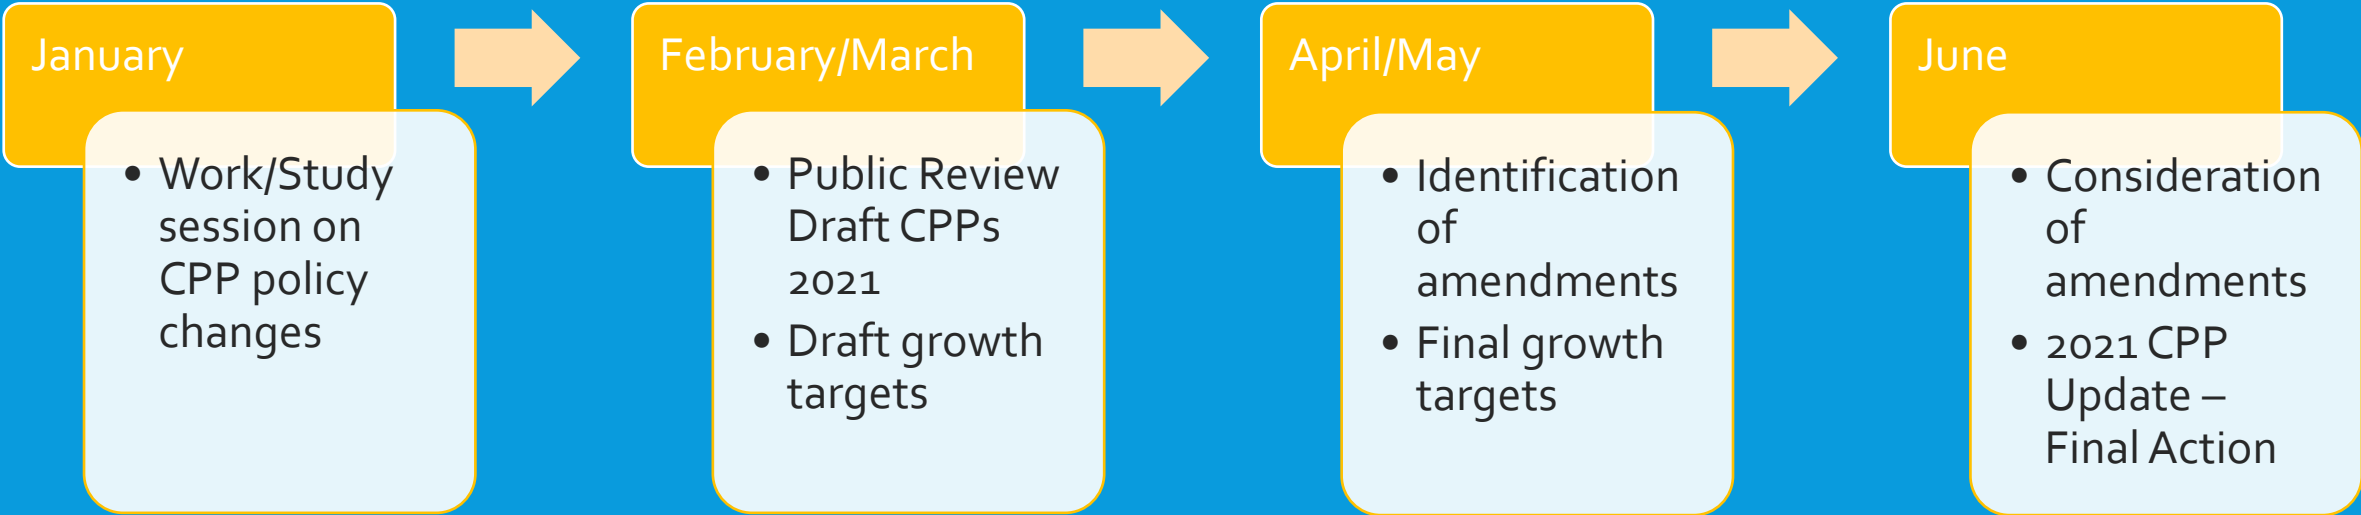 January
• Work/Study
session on
CPP policy
changes
February/March
• Public Review
Draft CPPs
2021
• Draft growth
targets
April/May
• Identification
of
amendments
• Final growth
targets
June
• Consideration
of
amendments
• 2021 CPP
Update –
Final Action